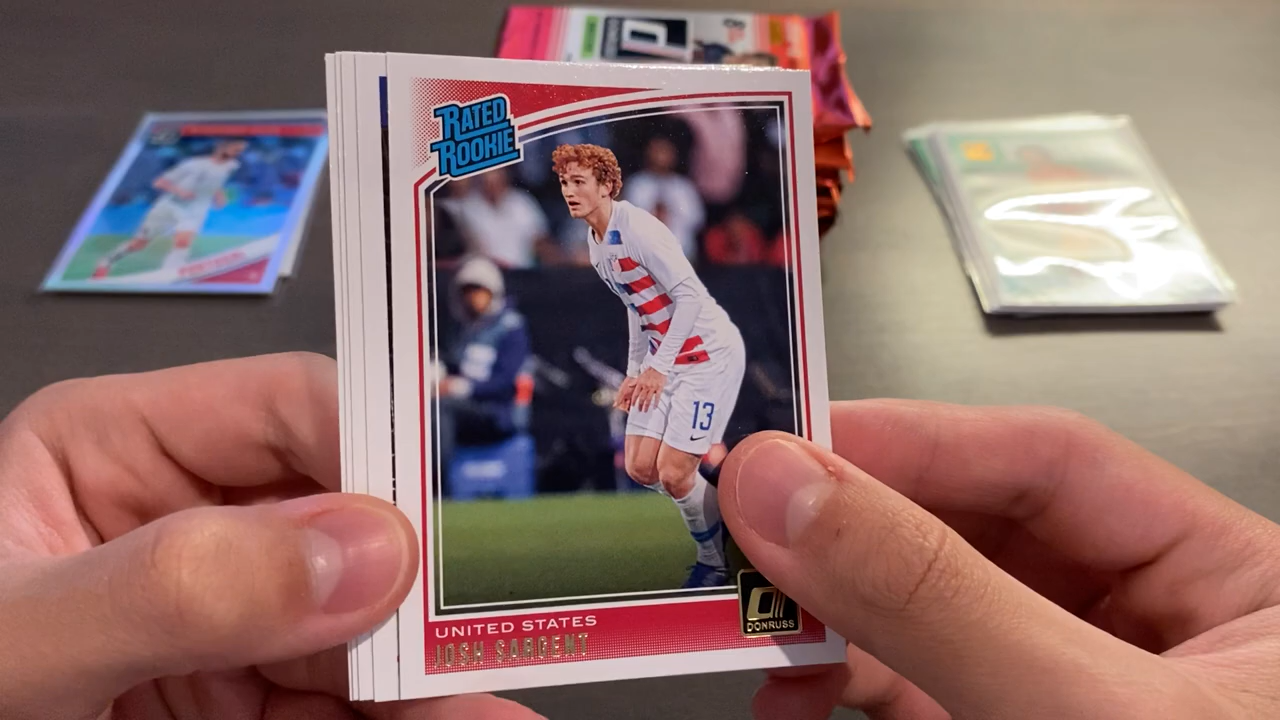 RATED
ROOKIE
13
DONRUSS
UNITED STATES
JOSH SARGENT